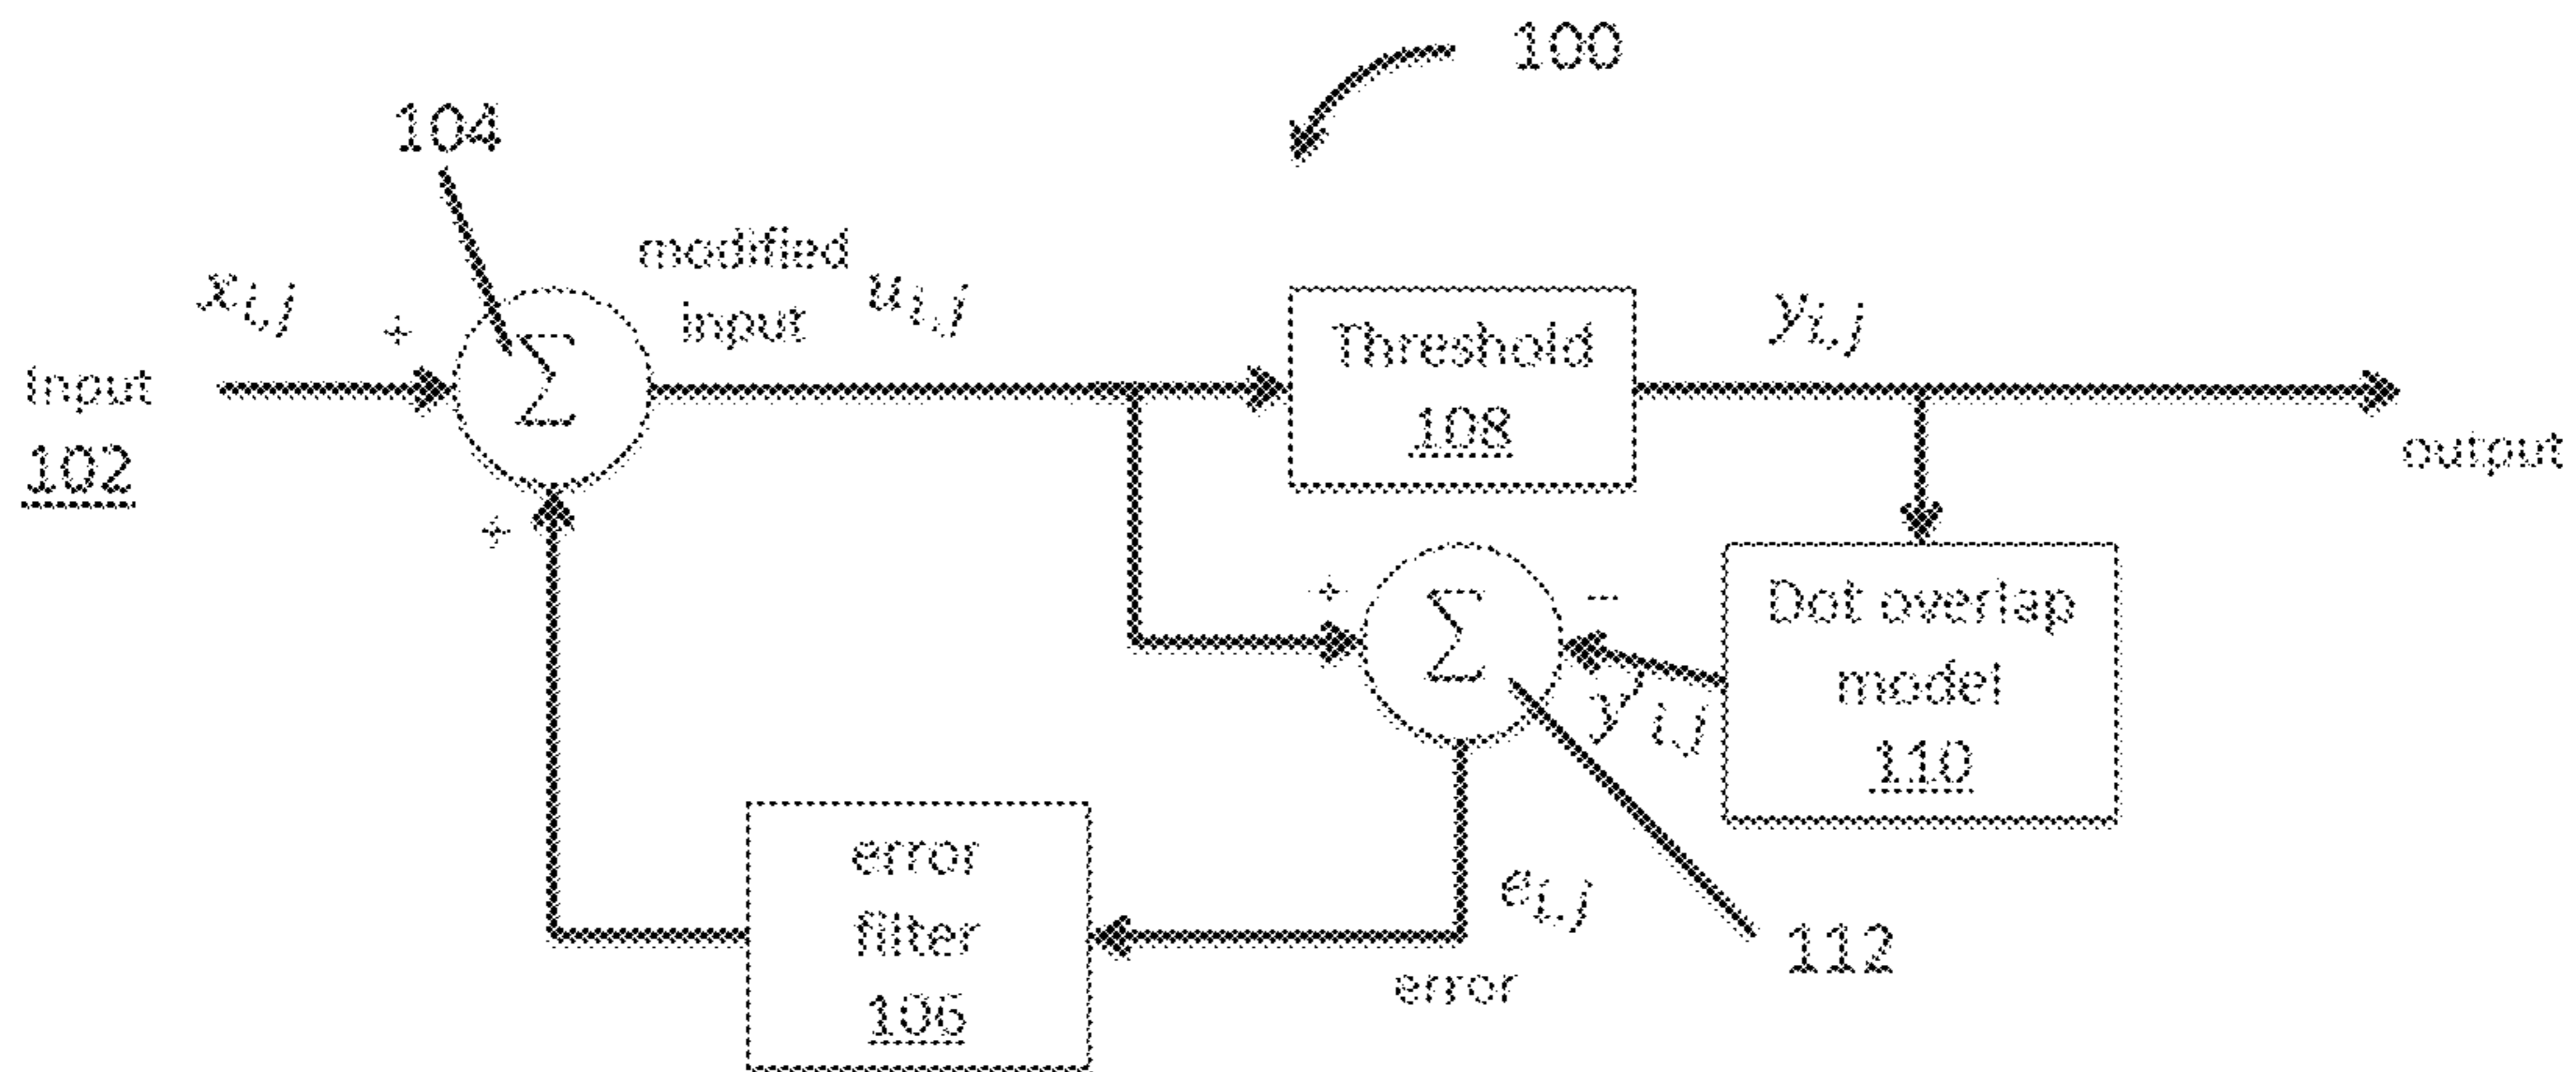 100
104
x i,j
+
modified
input
u i,j
Input
102
Σ
Threshold
108
y i,j
output
+
+
Σ
−
Dot overlap
model
110
y' i,j
error
filter
106
e i,j
error
112